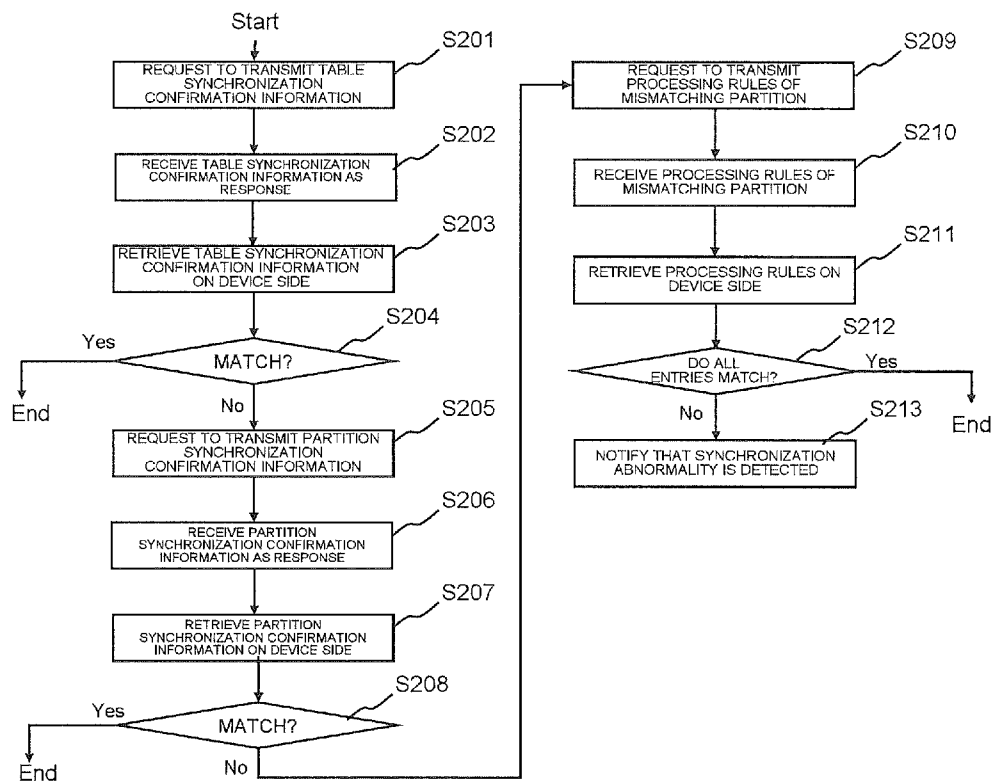 Start
S201
REQUFST TO TRANSMIT TABLE
SYNCHRONIZATION
CONFIRMATION INFORMATION
S202
RECEIVE TABLE SYNCHRONIZATION
CONFIRMATION INFORMATION AS
RESPONSE
S203
RETRIEVE TABLE SYNCHRONIZATION
CONFIRMATION INFORMATION
ON DEVICE SIDE
S204
Yes
MATCH?
End
No
S205
REQUEST TO TRANSMIT PARTITION
SYNCHRONIZATION
CONFIRMATION INFORMATION
S206
RECEIVE PARTITION
SYNCHRONIZATION CONFIRMATION
INFORMATION AS RESPONSE
S207
RETRIEVE PARTITION
SYNCHRONIZATION CONFIRMATION
INFORMATION ON DEVICE SIDE
S208
Yes
MATCH?
End
No
S209
REQUEST TO TRANSMIT
PROCESSING RULES OF
MISMATCHING PARTITION
S210
RECEIVE PROCESSING RULES OF
MISMATCHING PARTITION
S211
RETRIEVE PROCESSING RULES ON
DEVICE SIDE
S212
DO ALL
ENTRIES MATCH?
Yes
End
No
S213
NOTIFY THAT SYNCHRONIZATION
ABNORMALITY IS DETECTED